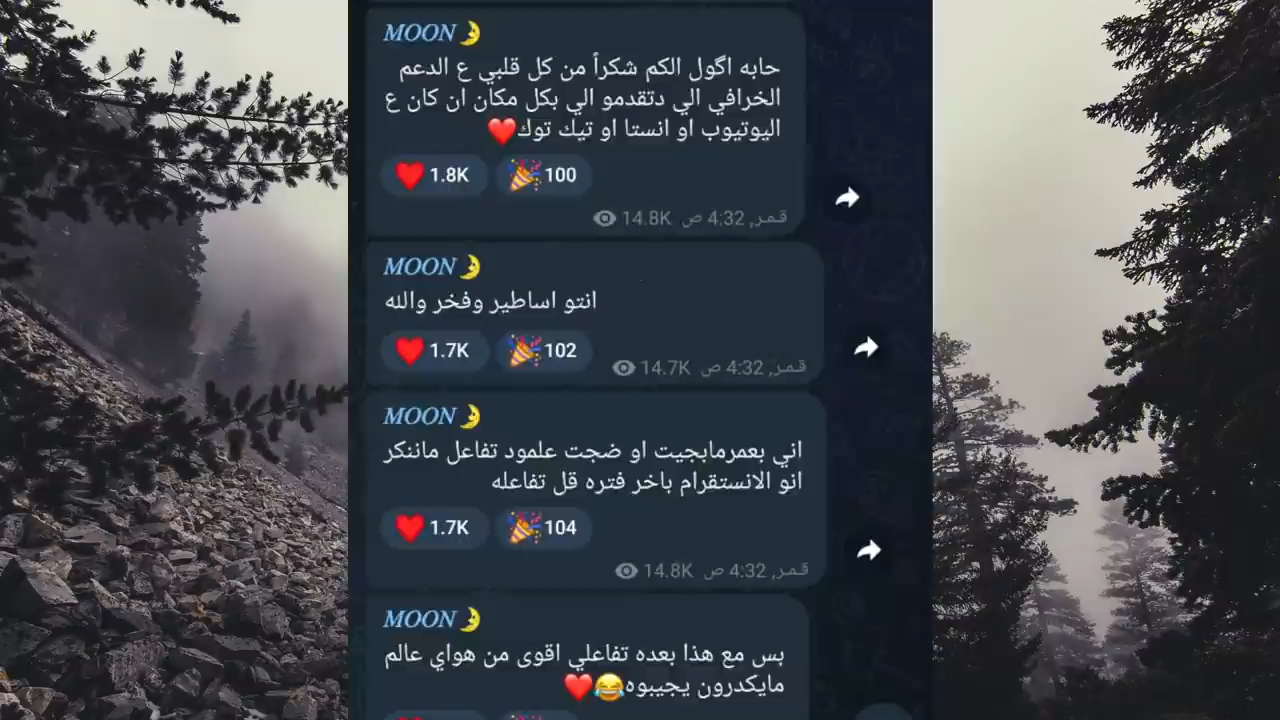 MOON🌛
حابه اگول الكم شكراً من كل قلبي ع الدعم
الخرافي الي دتقدمو الي بكل مكان ان كان ع
اليوتيوب او انستا او تيك توك❤️
❤️ 1.8K 🎉 100
14.8K قمر, 4:32 ص
MOON🌛
انتو اساطير وفخر والله
❤️ 1.7K 🎉 102
14.7K قمر, 4:32 ص
MOON🌛
اني بعمرمابجيت او ضجت علمود تفاعل ماننكر
انو الانستقرام باخر فتره قل تفاعله
❤️ 1.7K 🎉 104
14.8K قمر, 4:32 ص
MOON🌛
بس مع هذا بعده تفاعلي اقوى من هواي عالم
مايكدرون يجيبوه😂❤️